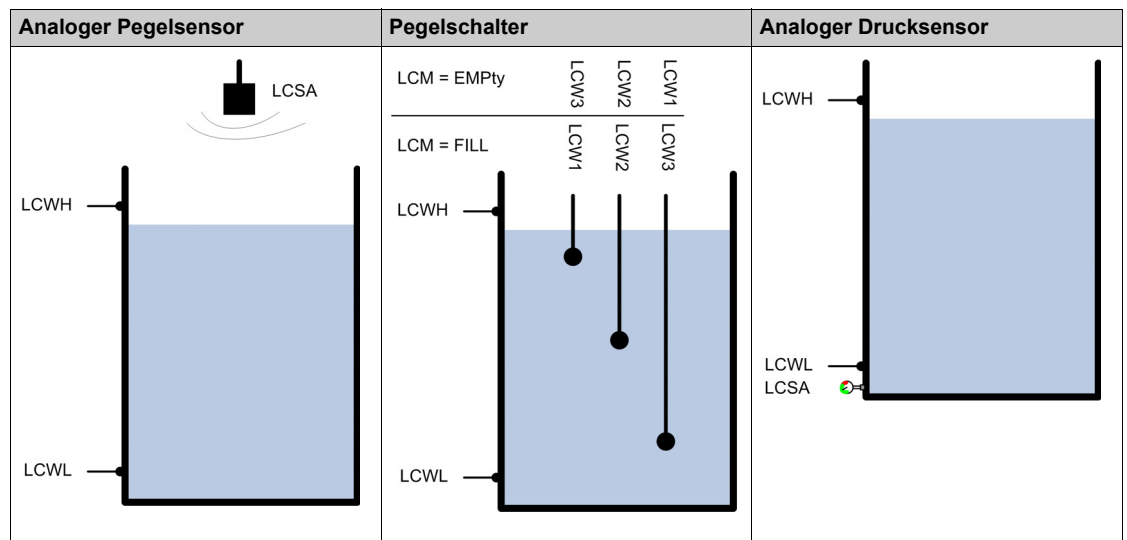 Analoger Pegelsensor
Pegelschalter
Analoger Drucksensor
LCSA
LCWH
LCWL
LCM = EMPty
LCW3
LCW2
LCW1
LCM = FILL
LCW1
LCW2
LCW3
LCWH
LCWL
LCWH
LCWL
LCSA